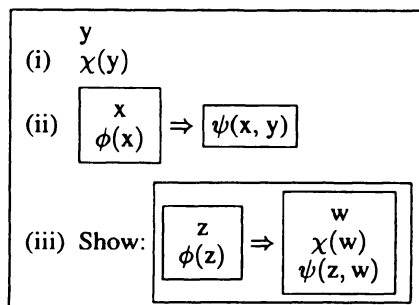 y
(i) χ(y)
x
(ii) ϕ(x) ⇒ ψ(x, y)
w
z
χ(w)
(iii) Show: ϕ(z) ⇒ ψ(z, w)